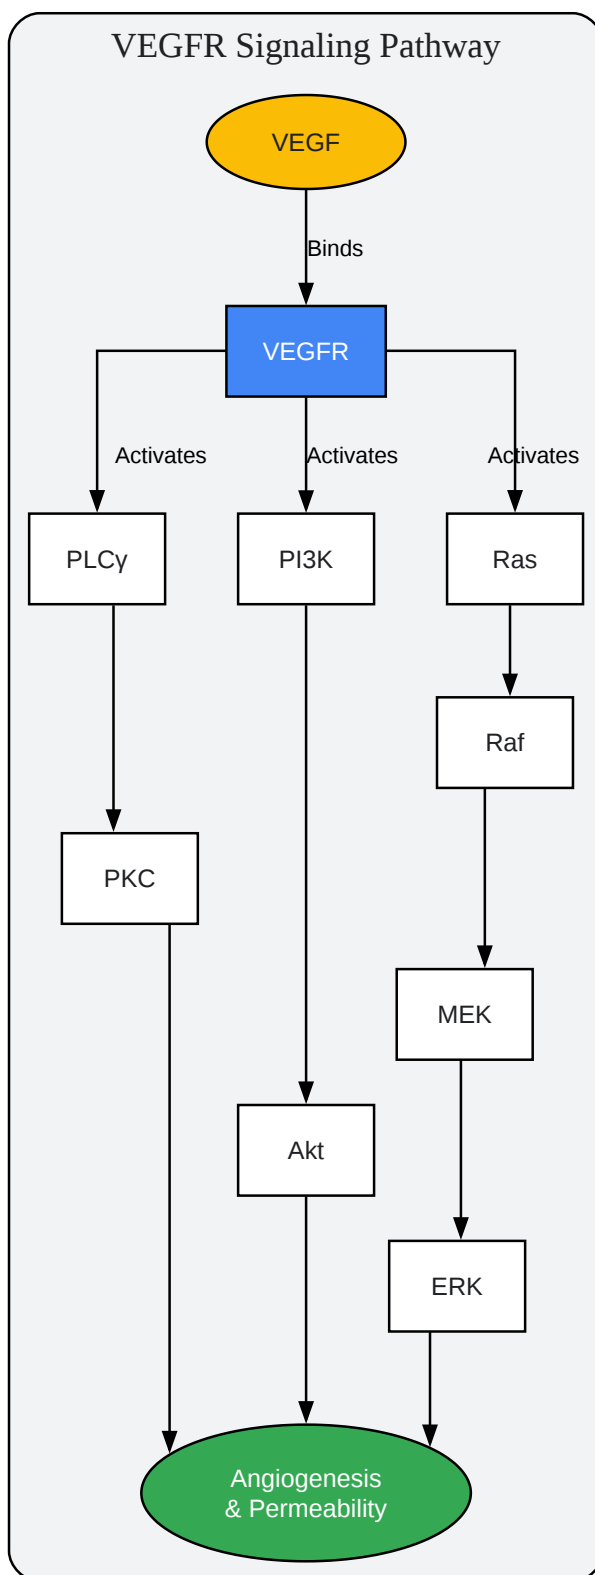 VEGFR Signaling Pathway
VEGF
Binds
VEGFR
Activates
Activates
Activates
PLCγ
PI3K
Ras
Raf
PKC
MEK
Akt
ERK
Angiogenesis
& Permeability